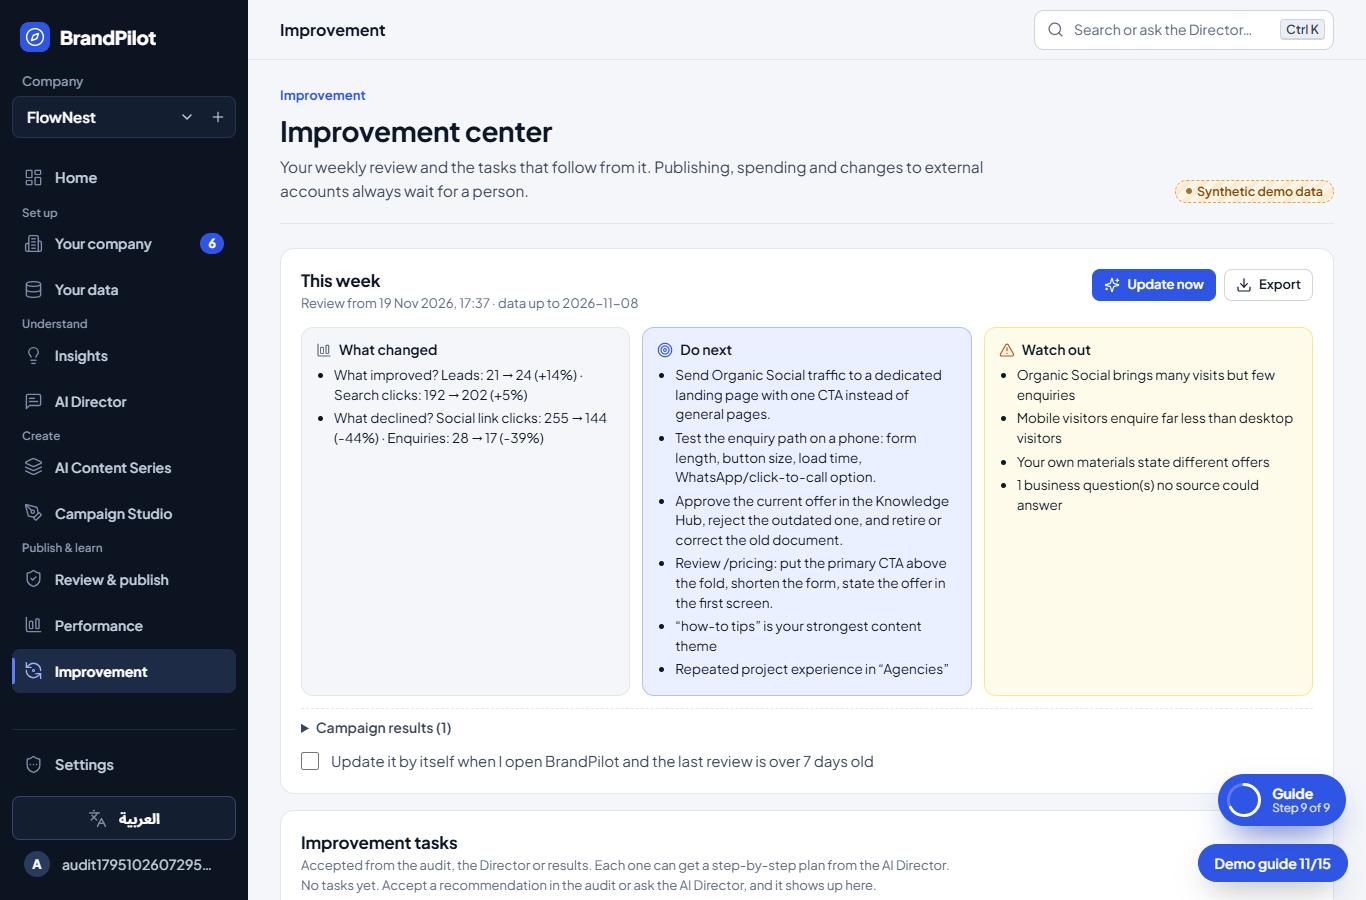 BrandPilot
Company
FlowNest
Home
Set up
Your company
6
Your data
Understand
Insights
AI Director
Create
AI Content Series
Campaign Studio
Publish & learn
Review & publish
Performance
Improvement
Settings
العربية
A
audit1795102607295…
Improvement
Search or ask the Director…
Ctrl K
Improvement
Improvement center
Your weekly review and the tasks that follow from it. Publishing, spending and changes to external
accounts always wait for a person.
Synthetic demo data
This week
Review from 19 Nov 2026, 17:37 · data up to 2026-11-08
Update now
Export
What changed
What improved? Leads: 21 → 24 (+14%) ·
Search clicks: 192 → 202 (+5%)
What declined? Social link clicks: 255 → 144
(-44%) · Enquiries: 28 → 17 (-39%)
Do next
Send Organic Social traffic to a dedicated
landing page with one CTA instead of
general pages.
Test the enquiry path on a phone: form
length, button size, load time,
WhatsApp/click-to-call option.
Approve the current offer in the Knowledge
Hub, reject the outdated one, and retire or
correct the old document.
Review /pricing: put the primary CTA above
the fold, shorten the form, state the offer in
the first screen.
“how-to tips” is your strongest content
theme
Repeated project experience in “Agencies”
Watch out
Organic Social brings many visits but few
enquiries
Mobile visitors enquire far less than desktop
visitors
Your own materials state different offers
1 business question(s) no source could
answer
Campaign results (1)
Update it by itself when I open BrandPilot and the last review is over 7 days old
Guide
Step 9 of 9
Improvement tasks
Accepted from the audit, the Director or results. Each one can get a step-by-step plan from the AI Director.
No tasks yet. Accept a recommendation in the audit or ask the AI Director, and it shows up here.
Demo guide 11/15